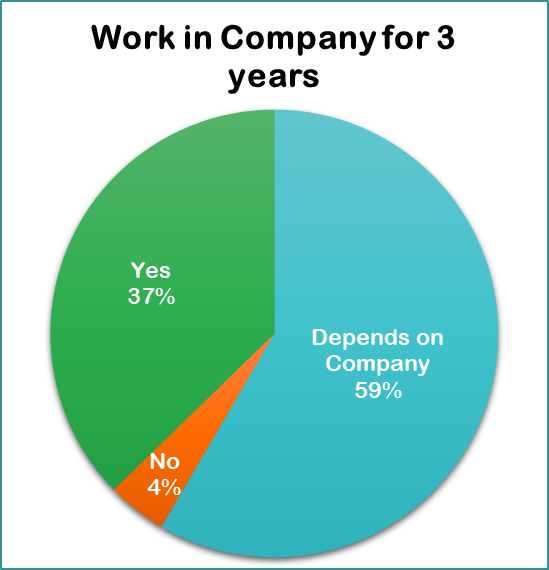 Work in Company for 3
years
Yes
37%
Depends on
Company
59%
No
4%